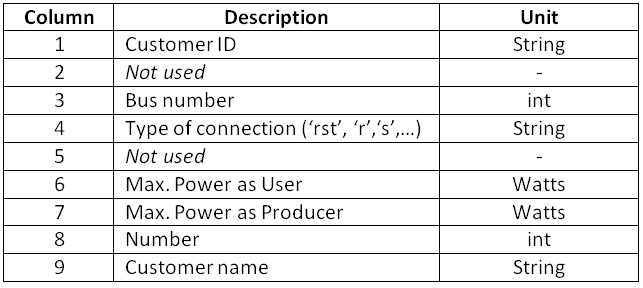 Column Description Unit
1 Customer ID String
2 Not used -
3 Bus number int
4 Type of connection (‘rst’, ‘r’,‘s’,...) String
5 Not used -
6 Max. Power as User Watts
7 Max. Power as Producer Watts
8 Number int
9 Customer name String